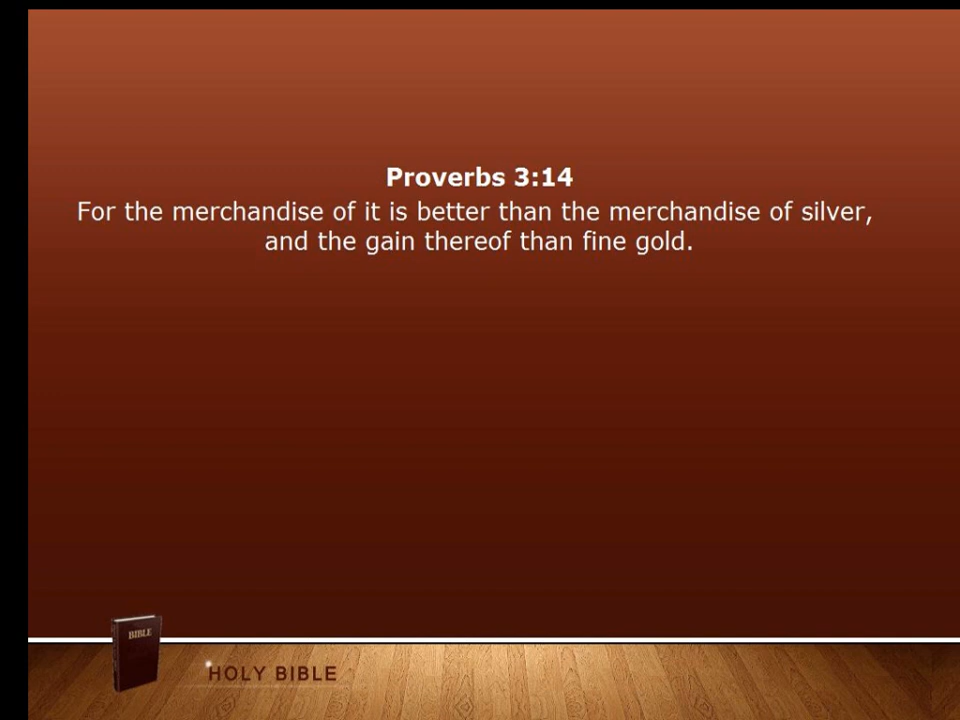 Proverbs 3:14
For the merchandise of it is better than the merchandise of silver,
and the gain thereof than fine gold.
BIBLE
HOLY BIBLE